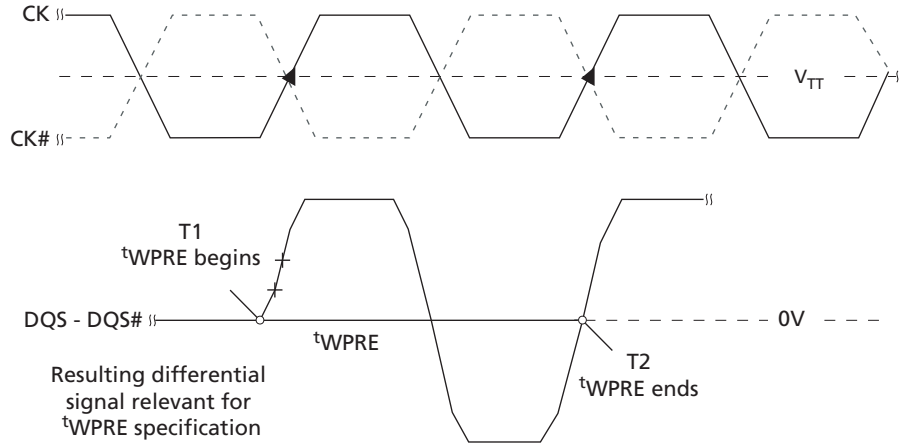 CK
V_TT
CK#
T1
tWPRE begins
DQS - DQS#
0V
tWPRE
T2
tWPRE ends
Resulting differential
signal relevant for
tWPRE specification